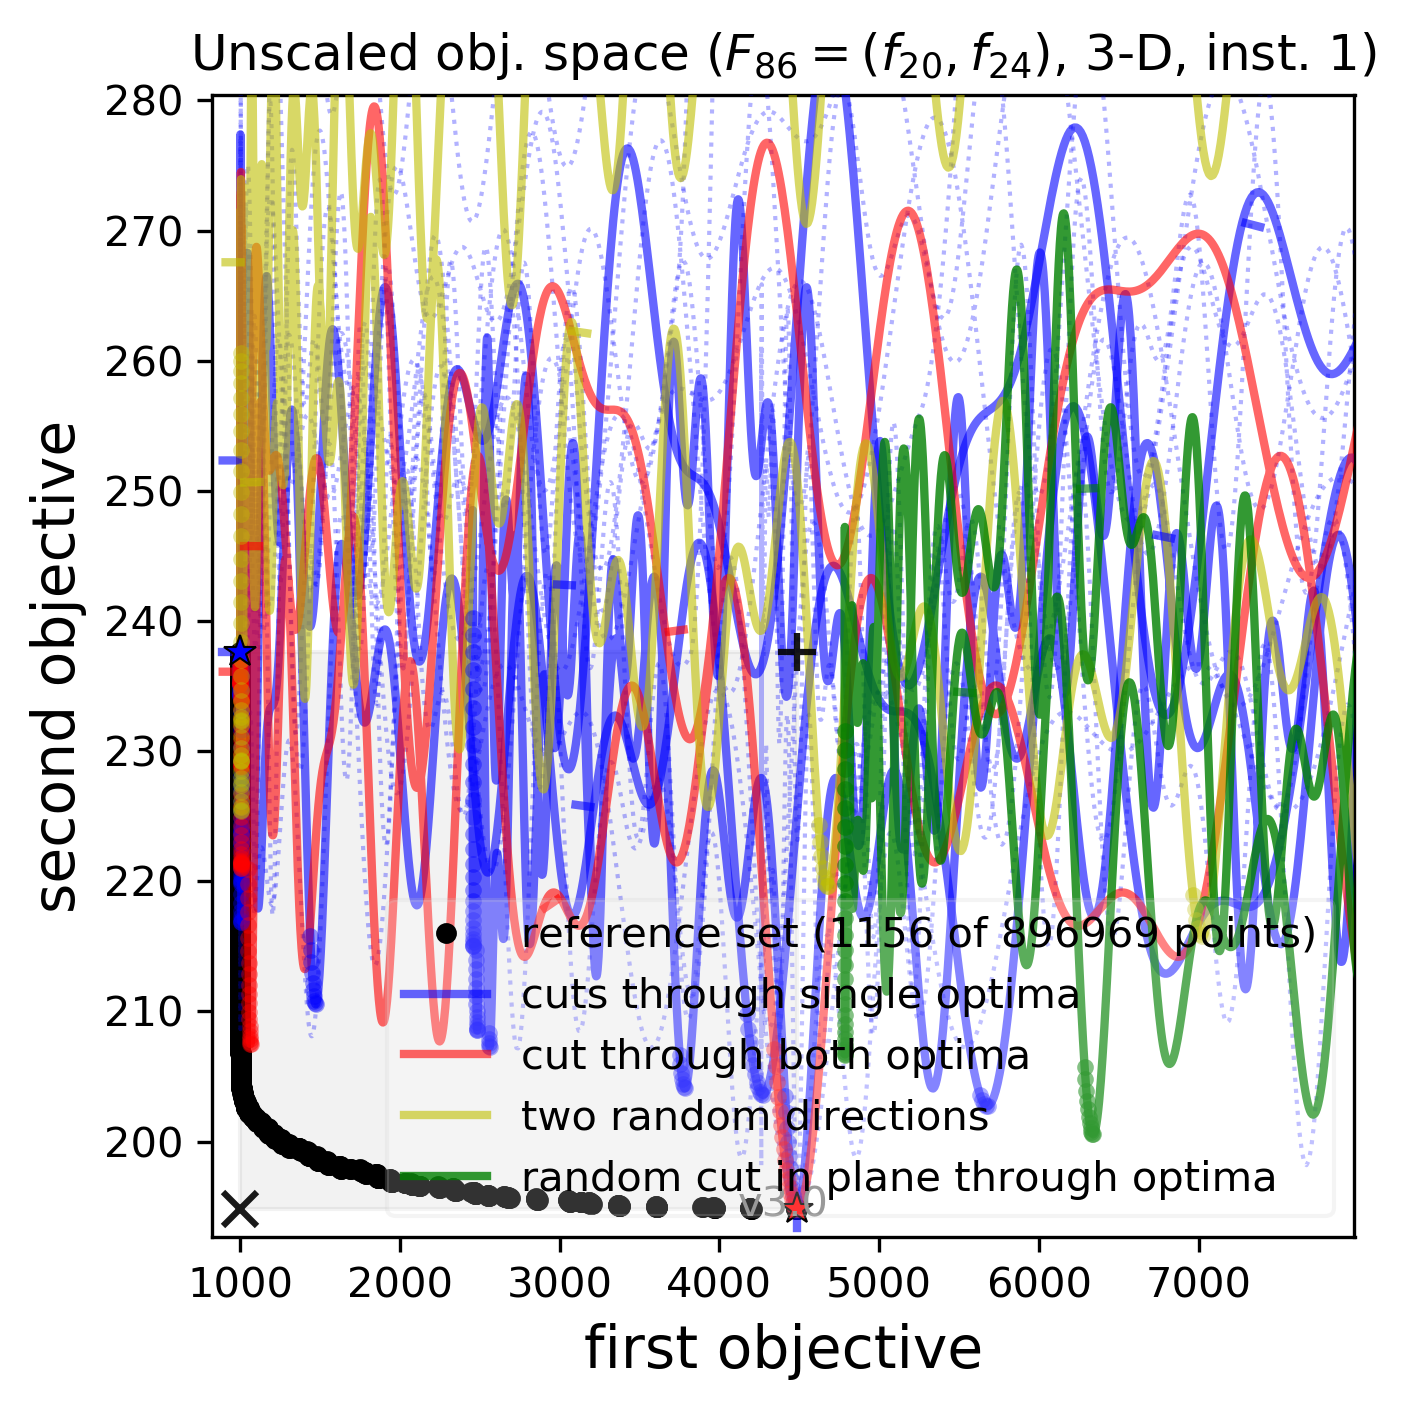 Unscaled obj. space (F₈₆ = (f₂₀, f₂₄), 3-D, inst. 1)
280
270
260
250
240
230
220
210
200
second objective
reference set (1156 of 896969 points)
cuts through single optima
cut through both optima
two random directions
random cut in plane through optima
v3.0
1000 2000 3000 4000 5000 6000 7000
first objective